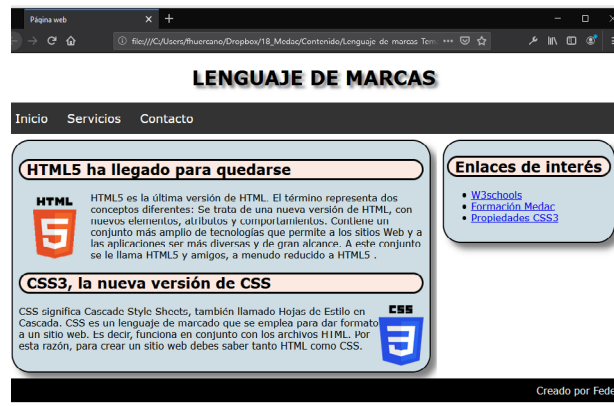 Página web
file:///C:/Users/fhuercano/Dropbox/18_Medac/Contenido/Lenguaje de marcas Tem
LENGUAJE DE MARCAS
Inicio Servicios Contacto
HTML5 ha llegado para quedarse
HTML
5
HTML5 es la última versión de HTML. El término representa dos
conceptos diferentes: Se trata de una nueva versión de HTML, con
nuevos elementos, atributos y comportamientos. Contiene un
conjunto más amplio de tecnologías que permite a los sitios Web y a
las aplicaciones ser más diversas y de gran alcance. A este conjunto
se le llama HTML5 y amigos, a menudo reducido a HTML5 .
CSS3, la nueva versión de CSS
CSS significa Cascade Style Sheets, también llamado Hojas de Estilo en
Cascada. CSS es un lenguaje de marcado que se emplea para dar formato
a un sitio web. Es decir, funciona en conjunto con los archivos HTML. Por
esta razón, para crear un sitio web debes saber tanto HTML como CSS.
CSS
3
Enlaces de interés
W3schools
Formación Medac
Propiedades CSS3
Creado por Fede